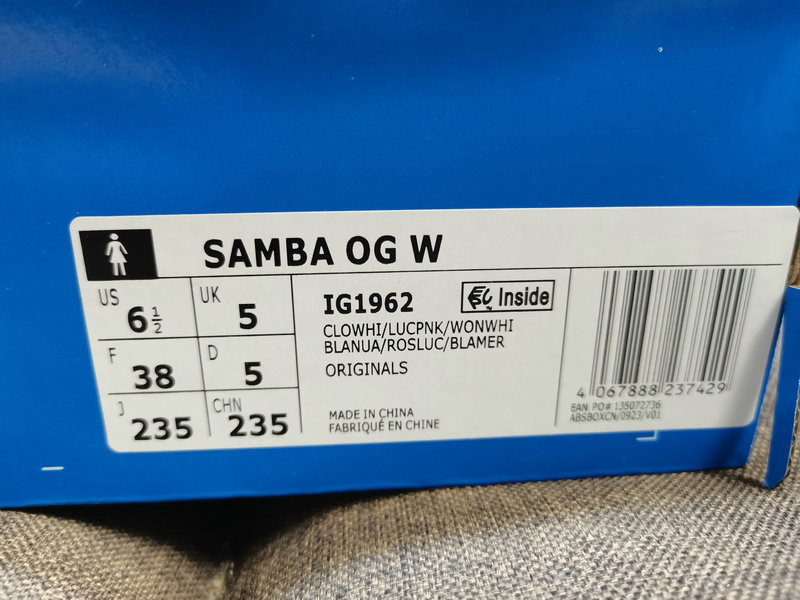 SAMBA OG W
US 6 1/2
UK 5
F 38
D 5
J 235
CHN 235
IG1962
Inside
CLOWHI/LUCPNK/WONWHI
BLANUA/ROSLUC/BLAMER
ORIGINALS
MADE IN CHINA
FABRIQUÉ EN CHINE
4 067888 237429
EAN PO# 135072736
ABSBOXCN/0923/V01